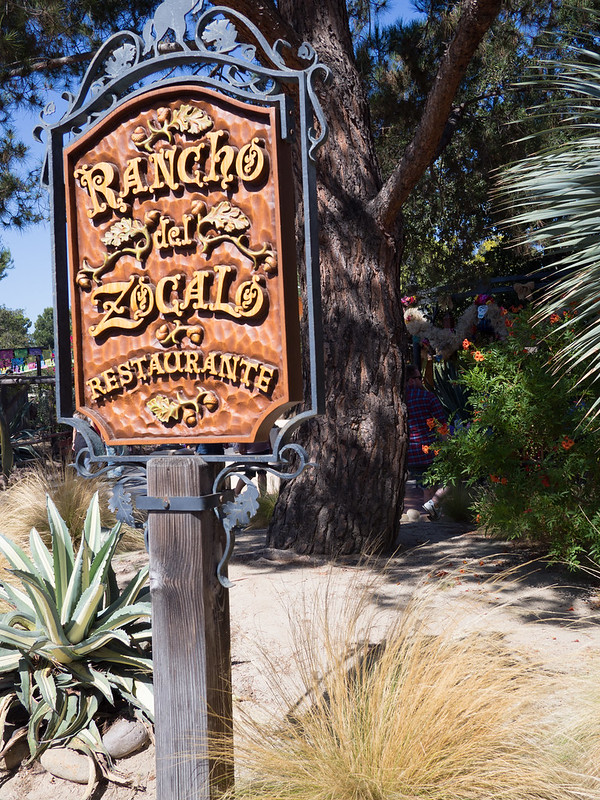 Rancho
del
Zocalo
Restaurante